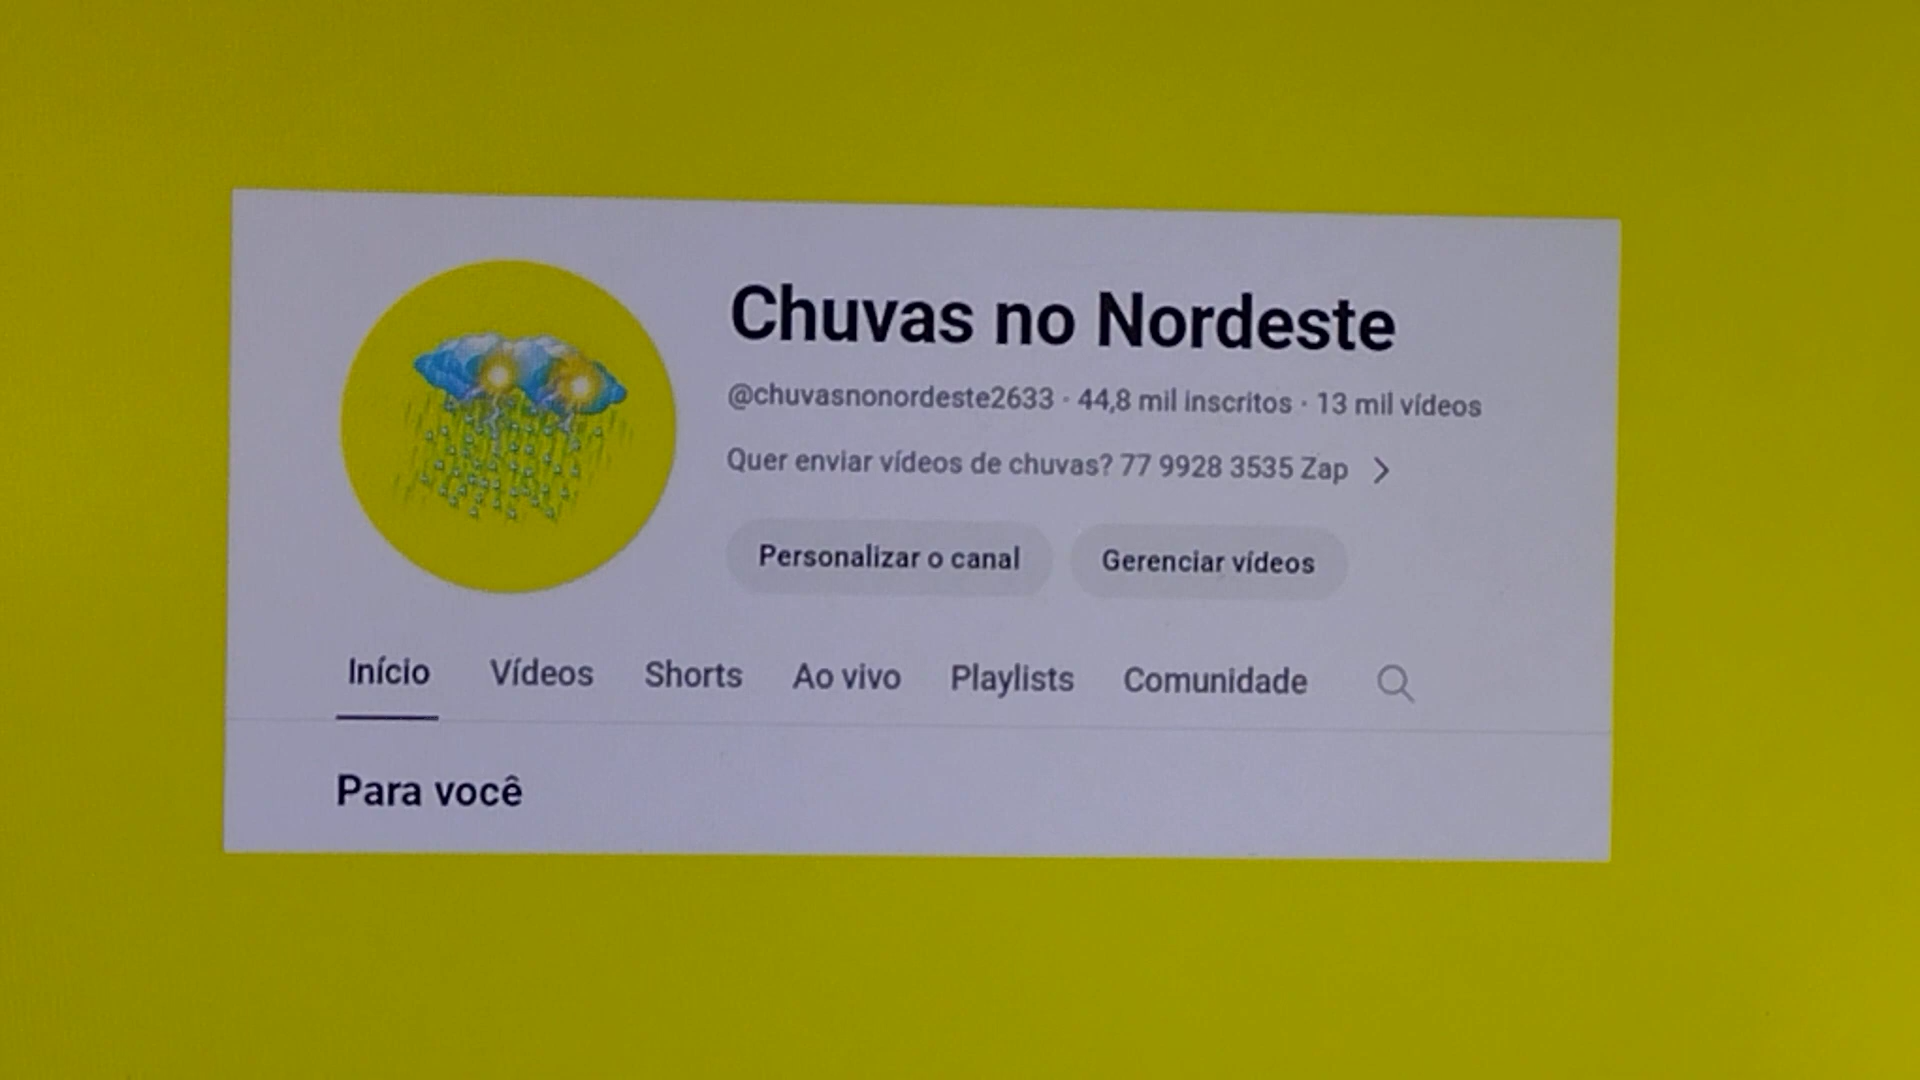 Chuvas no Nordeste
@chuvasnonordeste2633 · 44,8 mil inscritos · 13 mil vídeos
Quer enviar vídeos de chuvas? 77 9928 3535 Zap
Personalizar o canal Gerenciar vídeos
Início Vídeos Shorts Ao vivo Playlists Comunidade
Para você